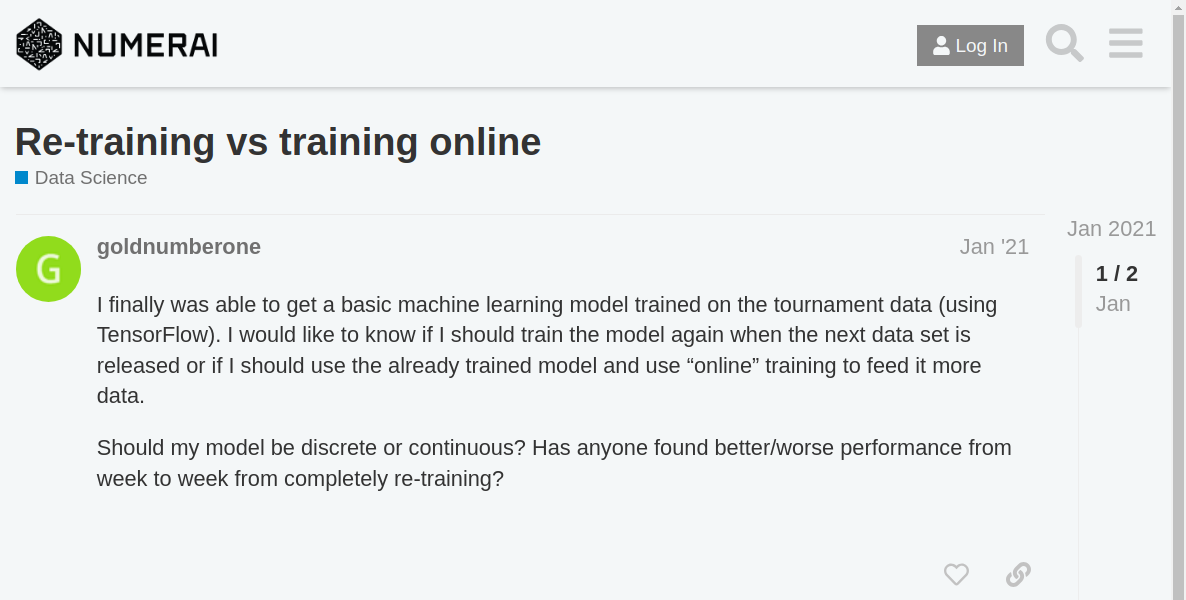 NUMERAI
Log In
Re-training vs training online
Data Science
Jan 2021
G
goldnumberone
Jan '21
1 / 2
Jan
I finally was able to get a basic machine learning model trained on the tournament data (using
TensorFlow). I would like to know if I should train the model again when the next data set is
released or if I should use the already trained model and use “online” training to feed it more
data.
Should my model be discrete or continuous? Has anyone found better/worse performance from
week to week from completely re-training?